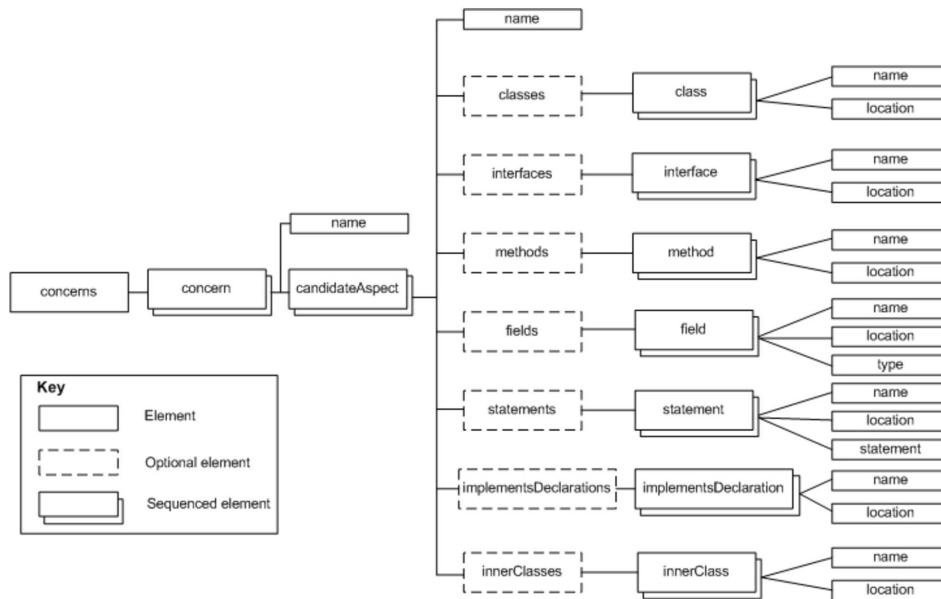 name
classes
class
name
location
interfaces
interface
name
location
name
methods
method
name
location
concerns
concern
candidateAspect
fields
field
name
location
type
statements
statement
name
location
statement
implementsDeclarations
implementsDeclaration
name
location
innerClasses
innerClass
name
location
Key
Element
Optional element
Sequenced element